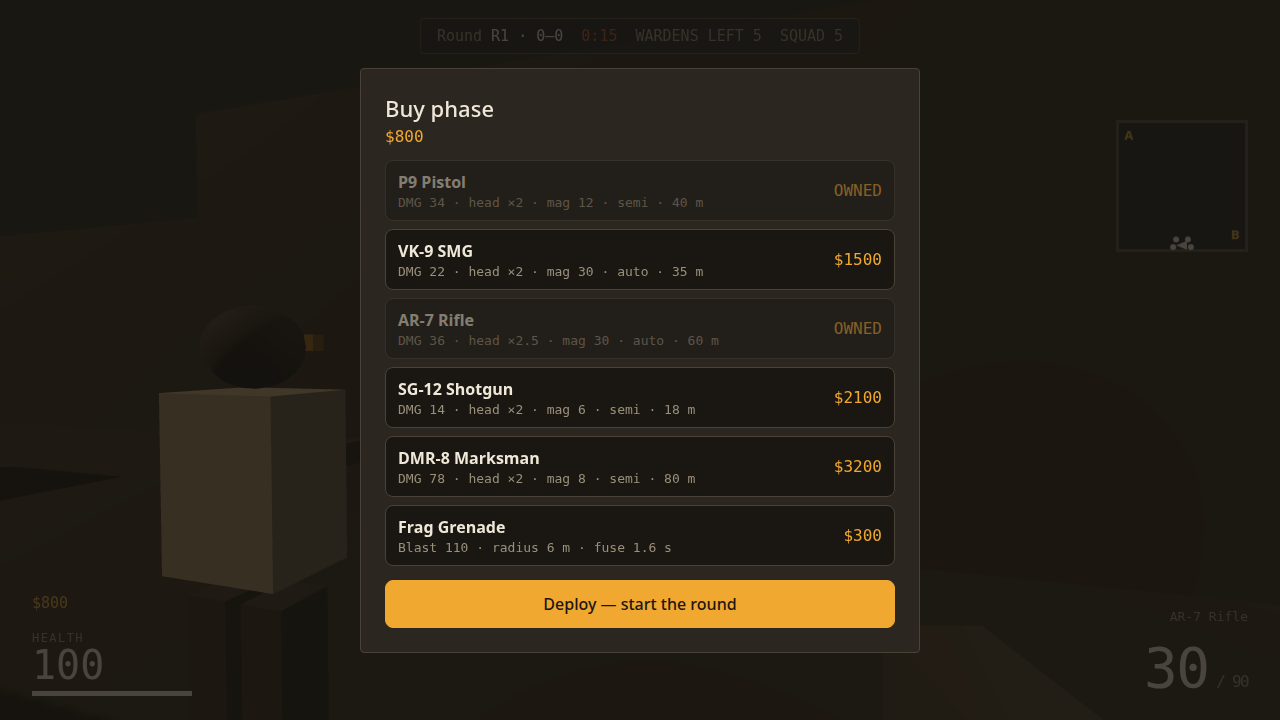 Round R1 · 0–0 0:15 WARDENS LEFT 5 SQUAD 5
Buy phase
$800
P9 Pistol
DMG 34 · head ×2 · mag 12 · semi · 40 m
OWNED
VK-9 SMG
DMG 22 · head ×2 · mag 30 · auto · 35 m
$1500
AR-7 Rifle
DMG 36 · head ×2.5 · mag 30 · auto · 60 m
OWNED
SG-12 Shotgun
DMG 14 · head ×2 · mag 6 · semi · 18 m
$2100
DMR-8 Marksman
DMG 78 · head ×2 · mag 8 · semi · 80 m
$3200
Frag Grenade
Blast 110 · radius 6 m · fuse 1.6 s
$300
Deploy — start the round
A
B
$800
HEALTH
100
AR-7 Rifle
30 / 90